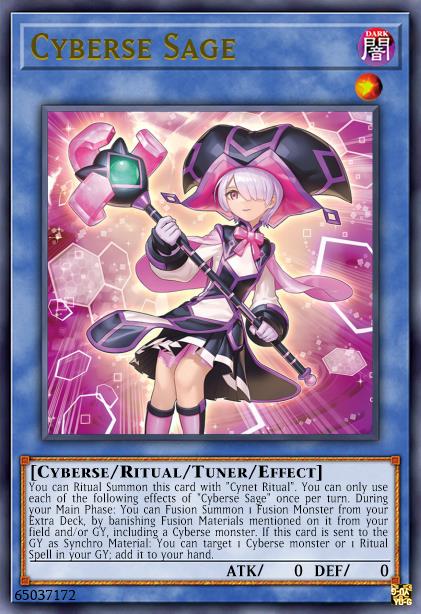 CYBERSE SAGE
DARK
闇
[CYBERSE/RITUAL/TUNER/EFFECT]
You can Ritual Summon this card with "Cynet Ritual". You can only use
each of the following effects of "Cyberse Sage" once per turn. During
your Main Phase: You can Fusion Summon 1 Fusion Monster from your
Extra Deck, by banishing Fusion Materials mentioned on it from your
field and/or GY, including a Cyberse monster. If this card is sent to the
GY as Synchro Material: You can target 1 Cyberse monster or 1 Ritual
Spell in your GY; add it to your hand.
ATK/ 0 DEF/ 0
65037172